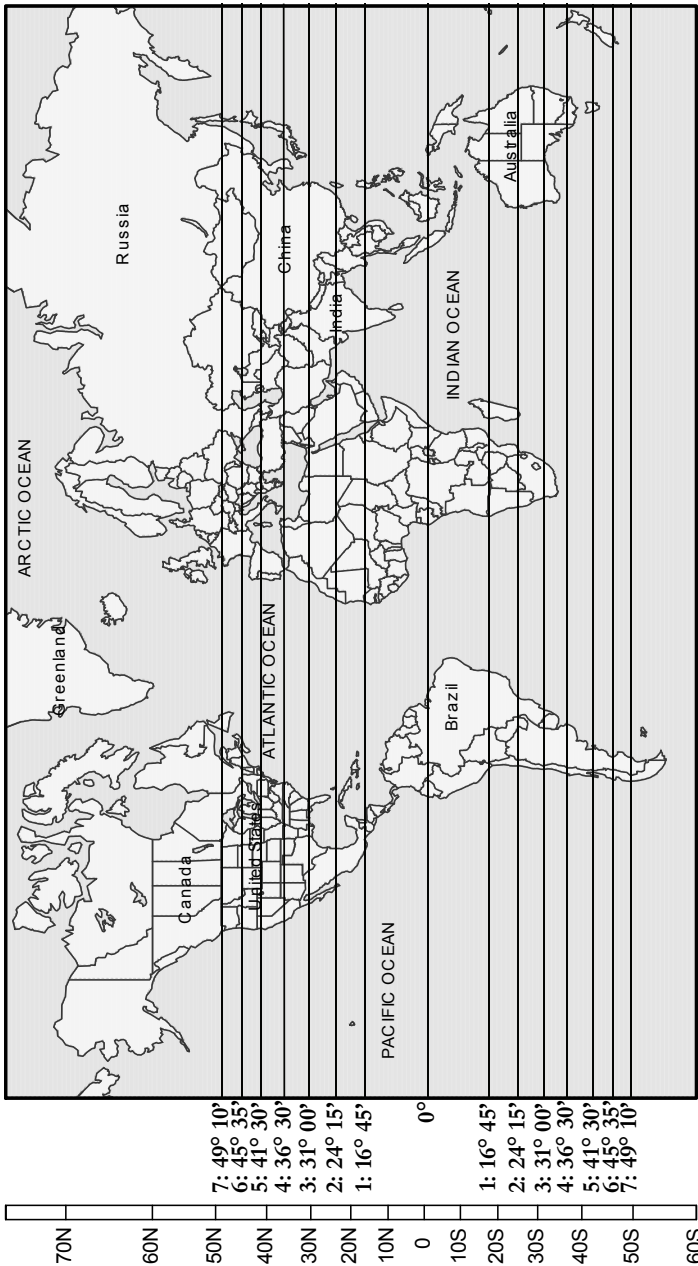 ARCTIC OCEAN
Greenland
Russia
Canada
United States
ATLANTIC OCEAN
China
India
PACIFIC OCEAN
Brazil
INDIAN OCEAN
Australia
7: 49° 10’
6: 45° 35’
5: 41° 30’
4: 36° 30’
3: 31° 00’
2: 24° 15’
1: 16° 45’
0°
1: 16° 45’
2: 24° 15’
3: 31° 00’
4: 36° 30’
5: 41° 30’
6: 45° 35’
7: 49° 10’
70N
60N
50N
40N
30N
20N
10N
0
10S
20S
30S
40S
50S
60S